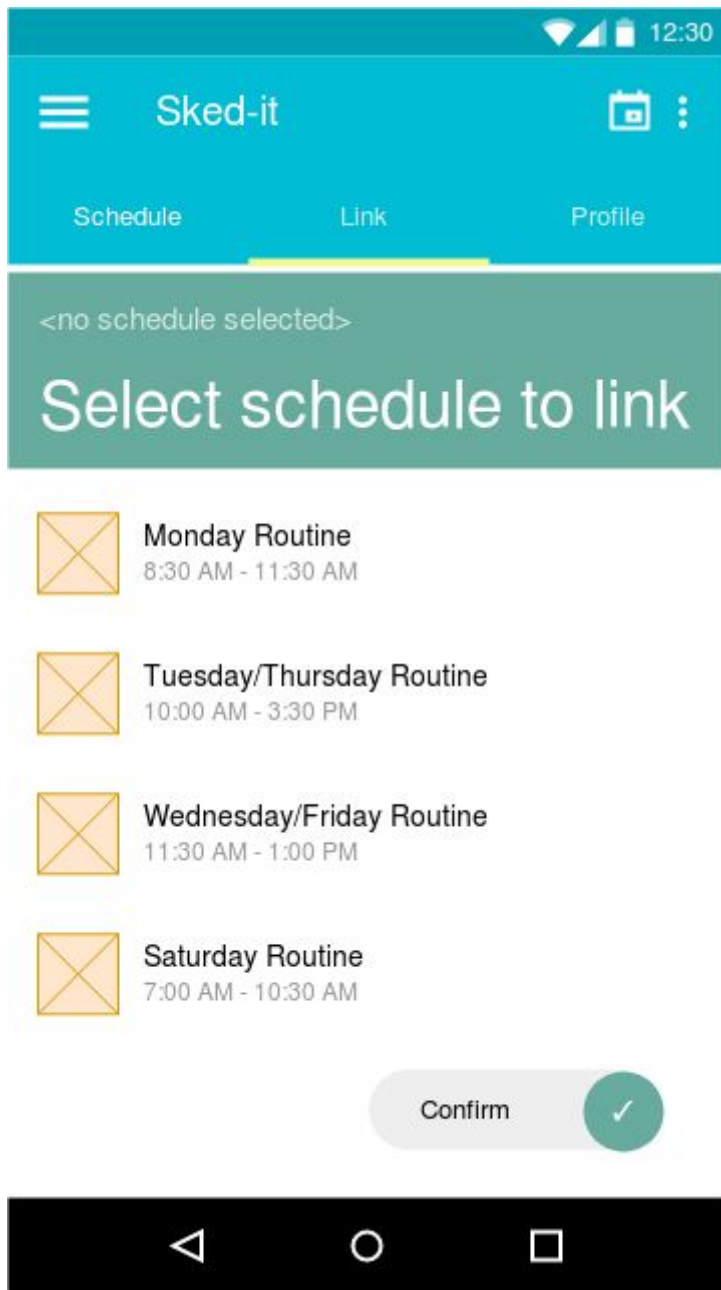 12:30
Sked-it
Schedule Link Profile
<no schedule selected>
Select schedule to link
Monday Routine
8:30 AM - 11:30 AM
Tuesday/Thursday Routine
10:00 AM - 3:30 PM
Wednesday/Friday Routine
11:30 AM - 1:00 PM
Saturday Routine
7:00 AM - 10:30 AM
Confirm ✓